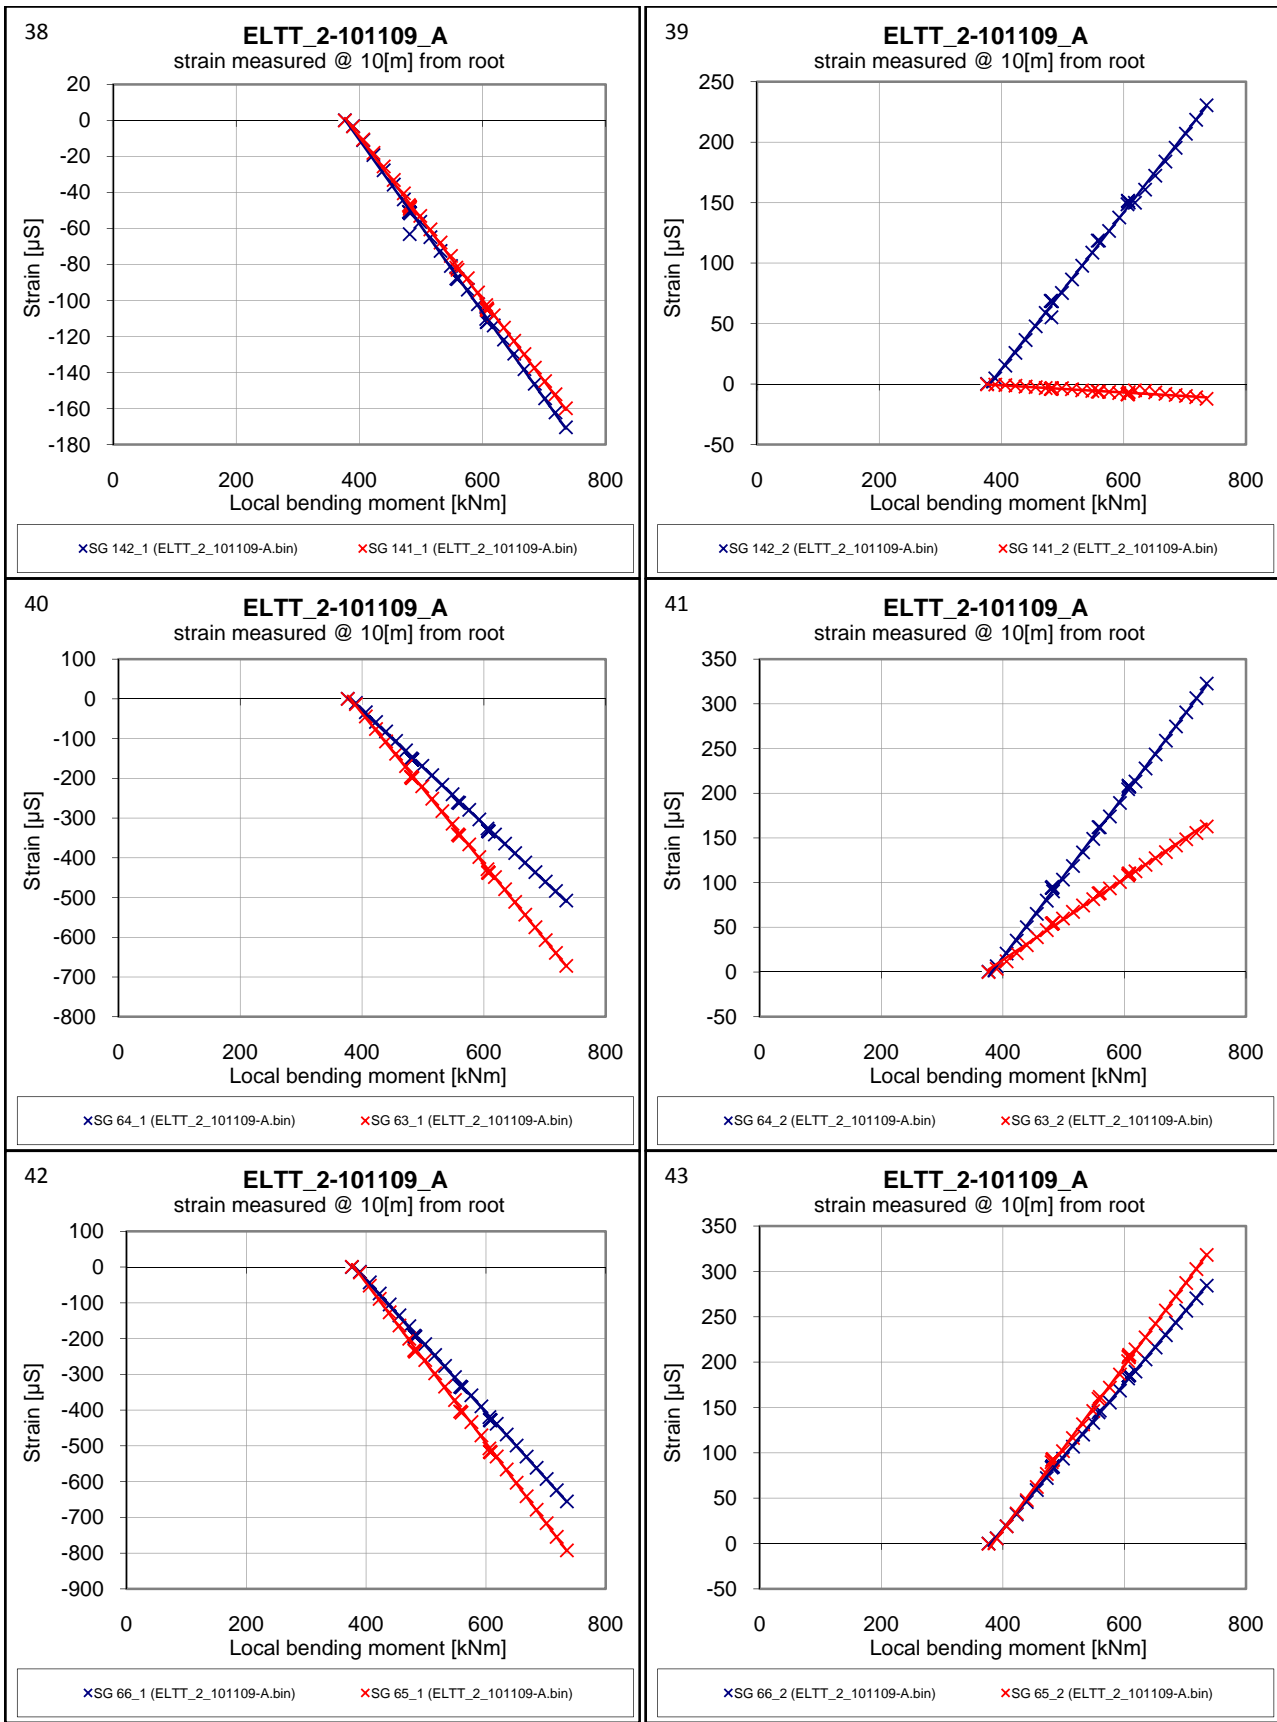 38
ELTT_2-101109_A
strain measured @ 10[m] from root
20
0
-20
-40
-60
-80
-100
-120
-140
-160
-180
Strain [µS]
0 200 400 600 800
Local bending moment [kNm]
SG 142_1 (ELTT_2_101109-A.bin) SG 141_1 (ELTT_2_101109-A.bin)
39
ELTT_2-101109_A
strain measured @ 10[m] from root
250
200
150
100
50
0
-50
Strain [µS]
0 200 400 600 800
Local bending moment [kNm]
SG 142_2 (ELTT_2_101109-A.bin) SG 141_2 (ELTT_2_101109-A.bin)
40
ELTT_2-101109_A
strain measured @ 10[m] from root
100
0
-100
-200
-300
-400
-500
-600
-700
-800
Strain [µS]
0 200 400 600 800
Local bending moment [kNm]
SG 64_1 (ELTT_2_101109-A.bin) SG 63_1 (ELTT_2_101109-A.bin)
41
ELTT_2-101109_A
strain measured @ 10[m] from root
350
300
250
200
150
100
50
0
-50
Strain [µS]
0 200 400 600 800
Local bending moment [kNm]
SG 64_2 (ELTT_2_101109-A.bin) SG 63_2 (ELTT_2_101109-A.bin)
42
ELTT_2-101109_A
strain measured @ 10[m] from root
100
0
-100
-200
-300
-400
-500
-600
-700
-800
-900
Strain [µS]
0 200 400 600 800
Local bending moment [kNm]
SG 66_1 (ELTT_2_101109-A.bin) SG 65_1 (ELTT_2_101109-A.bin)
43
ELTT_2-101109_A
strain measured @ 10[m] from root
350
300
250
200
150
100
50
0
-50
Strain [µS]
0 200 400 600 800
Local bending moment [kNm]
SG 66_2 (ELTT_2_101109-A.bin) SG 65_2 (ELTT_2_101109-A.bin)